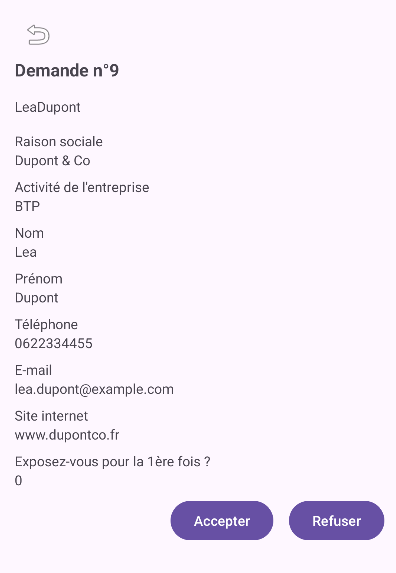 Demande n°9
LeaDupont
Raison sociale
Dupont & Co
Activité de l'entreprise
BTP
Nom
Lea
Prénom
Dupont
Téléphone
0622334455
E-mail
lea.dupont@example.com
Site internet
www.dupontco.fr
Exposez-vous pour la 1ère fois ?
0
Accepter Refuser